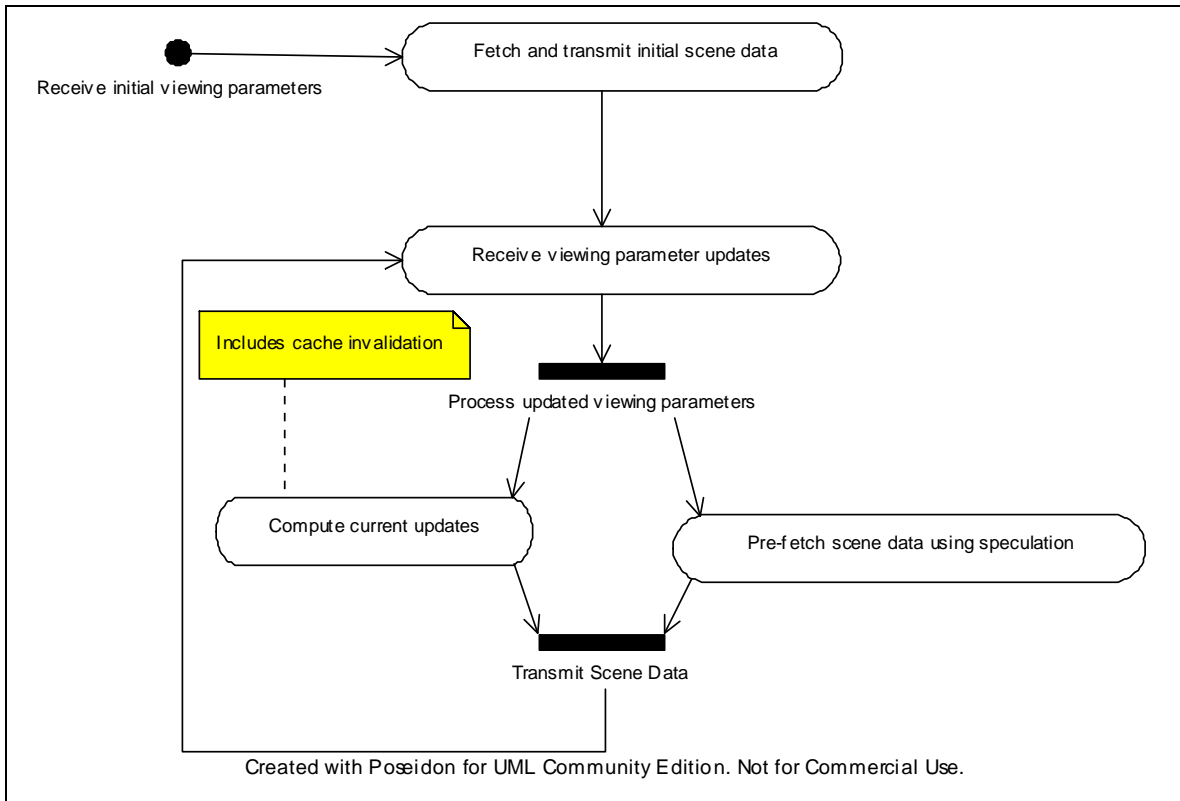 Fetch and transmit initial scene data
Receive initial viewing parameters
Receive viewing parameter updates
Includes cache invalidation
Process updated viewing parameters
Compute current updates
Pre-fetch scene data using speculation
Transmit Scene Data
Created with Poseidon for UML Community Edition. Not for Commercial Use.